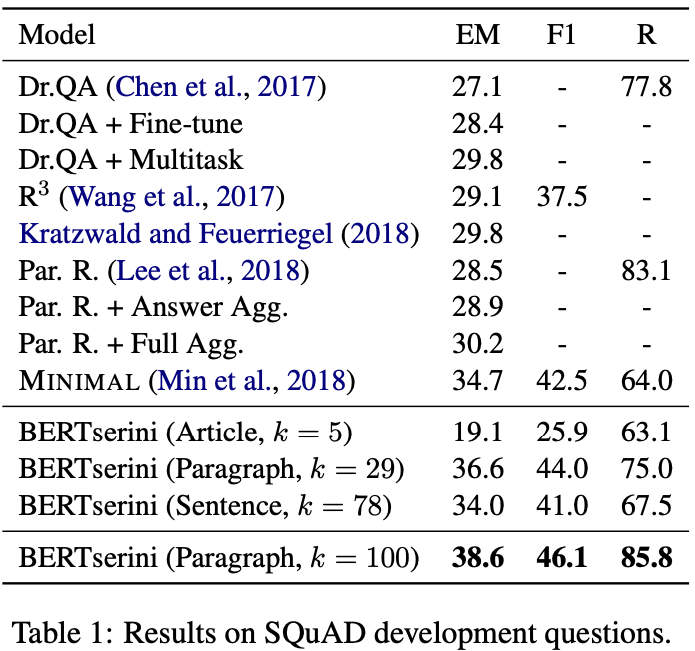 Model EM F1 R
Dr.QA (Chen et al., 2017) 27.1 - 77.8
Dr.QA + Fine-tune 28.4 - -
Dr.QA + Multitask 29.8 - -
R³ (Wang et al., 2017) 29.1 37.5 -
Kratzwald and Feuerriegel (2018) 29.8 - -
Par. R. (Lee et al., 2018) 28.5 - 83.1
Par. R. + Answer Agg. 28.9 - -
Par. R. + Full Agg. 30.2 - -
MINIMAL (Min et al., 2018) 34.7 42.5 64.0
BERTserini (Article, k = 5) 19.1 25.9 63.1
BERTserini (Paragraph, k = 29) 36.6 44.0 75.0
BERTserini (Sentence, k = 78) 34.0 41.0 67.5
BERTserini (Paragraph, k = 100) 38.6 46.1 85.8
Table 1: Results on SQuAD development questions.